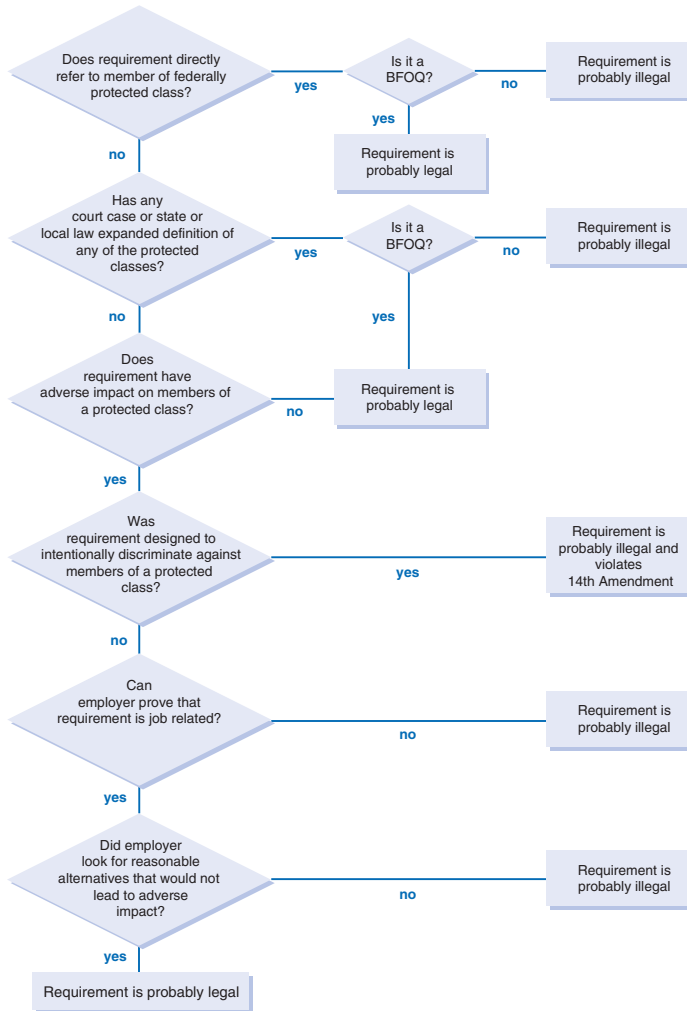 Does requirement directly
refer to member of federally
protected class?
yes
Is it a
BFOQ?
no
Requirement is
probably illegal
yes
Requirement is
probably legal
no
Has any
court case or state or
local law expanded definition of
any of the protected
classes?
yes
Is it a
BFOQ?
no
Requirement is
probably illegal
yes
no
Does
requirement have
adverse impact on members of
a protected class?
no
Requirement is
probably legal
yes
Was
requirement designed to
intentionally discriminate against
members of a protected
class?
yes
Requirement is
probably illegal and
violates
14th Amendment
no
Can
employer prove that
requirement is job related?
no
Requirement is
probably illegal
yes
Did employer
look for reasonable
alternatives that would not
lead to adverse
impact?
no
Requirement is
probably illegal
yes
Requirement is probably legal